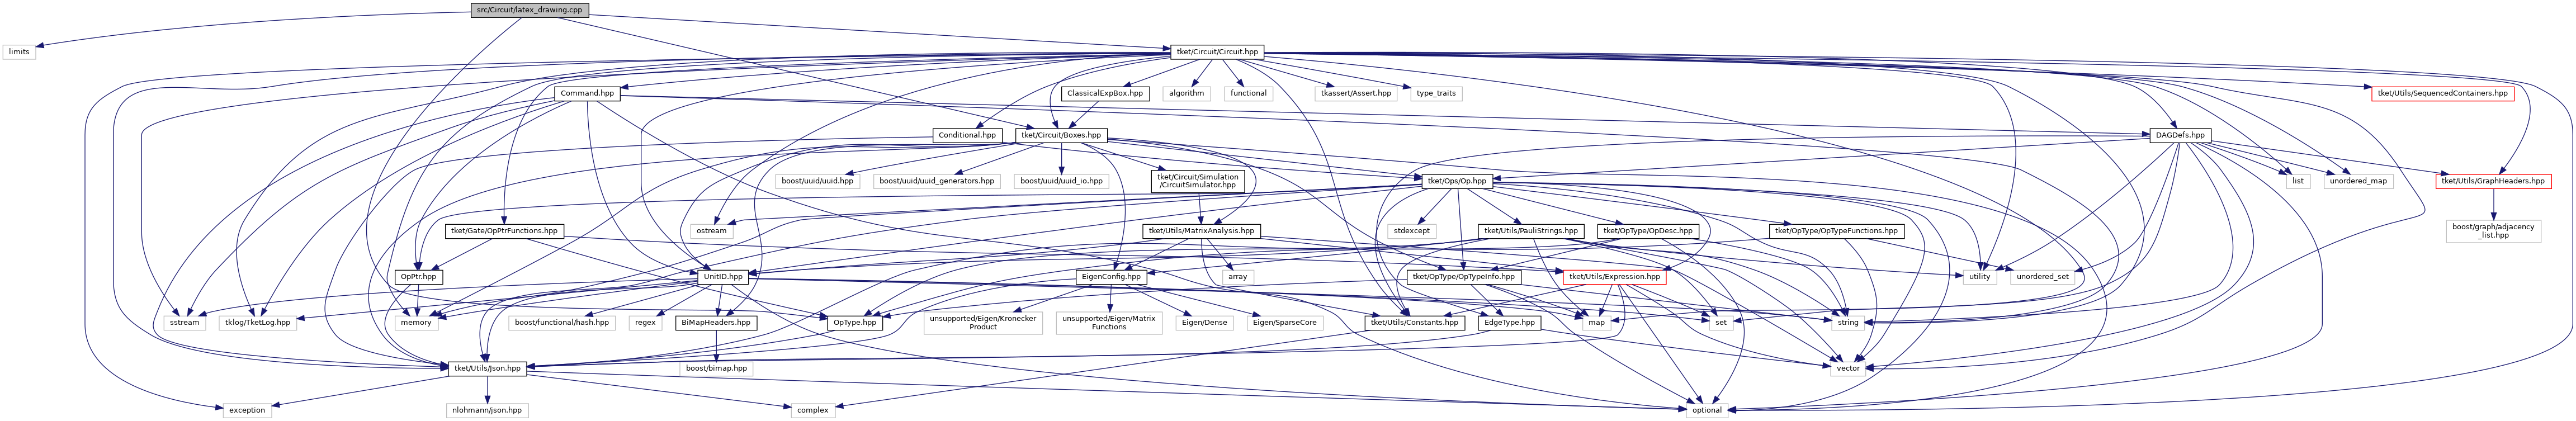 src/Circuit/latex_drawing.cpp
limits
tket/Circuit/Circuit.hpp
Command.hpp
ClassicalExpBox.hpp
algorithm
functional
tkassert/Assert.hpp
type_traits
tket/Utils/SequencedContainers.hpp
Conditional.hpp
tket/Circuit/Boxes.hpp
DAGDefs.hpp
boost/uuid/uuid.hpp
boost/uuid/uuid_generators.hpp
boost/uuid/uuid_io.hpp
tket/Circuit/Simulation
/CircuitSimulator.hpp
tket/Ops/Op.hpp
list
unordered_map
tket/Utils/GraphHeaders.hpp
tket/Gate/OpPtrFunctions.hpp
ostream
tket/Utils/MatrixAnalysis.hpp
stdexcept
tket/Utils/PauliStrings.hpp
tket/OpType/OpDesc.hpp
tket/OpType/OpTypeFunctions.hpp
boost/graph/adjacency
_list.hpp
OpPtr.hpp
UnitID.hpp
EigenConfig.hpp
array
tket/OpType/OpTypeInfo.hpp
tket/Utils/Expression.hpp
utility
unordered_set
sstream
tklog/TketLog.hpp
memory
boost/functional/hash.hpp
regex
BiMapHeaders.hpp
OpType.hpp
unsupported/Eigen/Kronecker
Product
unsupported/Eigen/Matrix
Functions
Eigen/Dense
Eigen/SparseCore
tket/Utils/Constants.hpp
EdgeType.hpp
map
set
string
tket/Utils/Json.hpp
boost/bimap.hpp
vector
exception
nlohmann/json.hpp
complex
optional